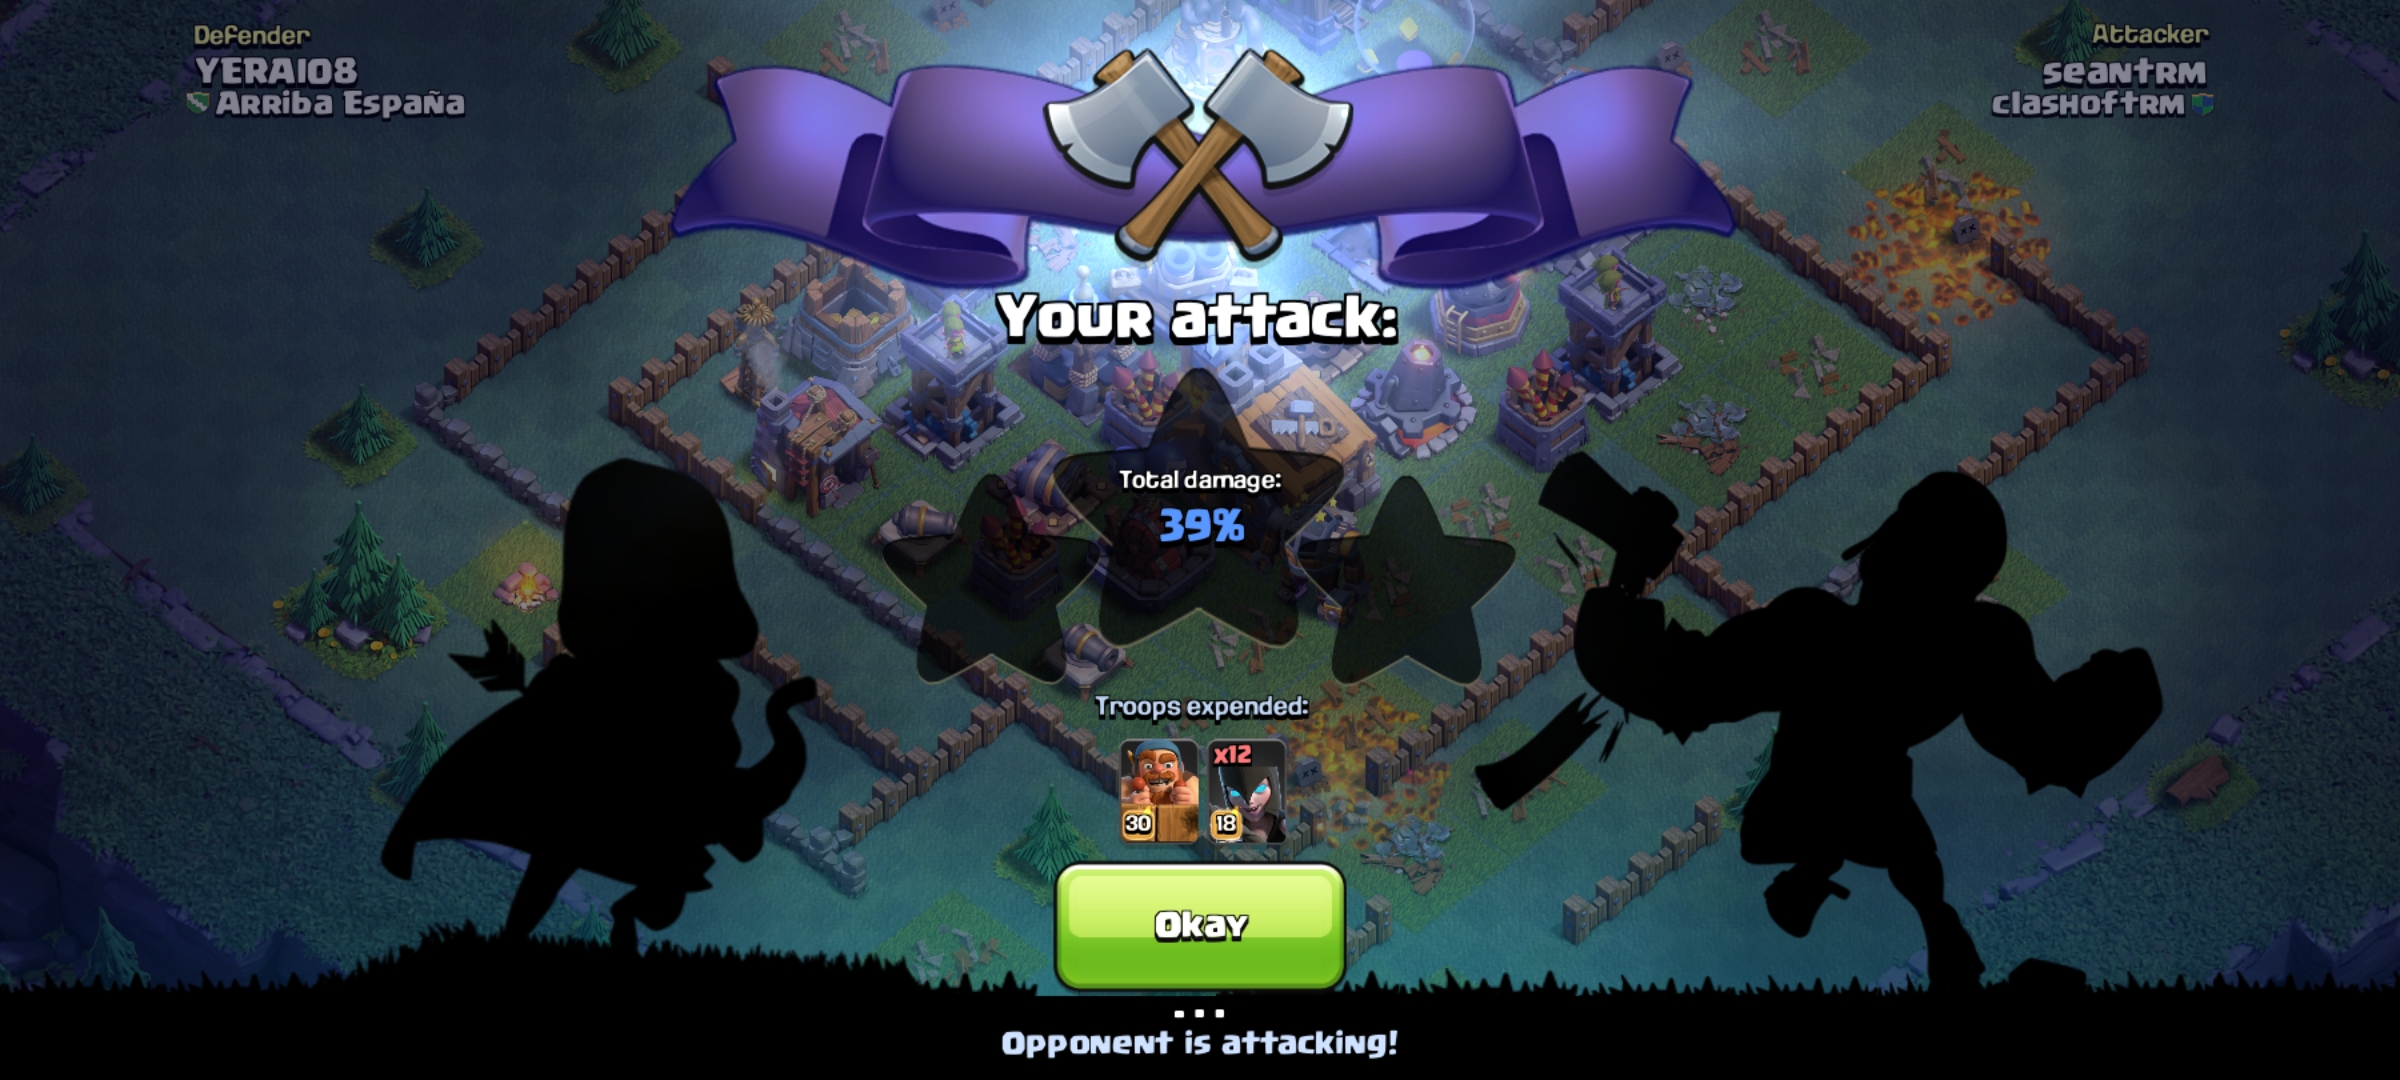 Defender
YERAI08
Arriba España
Attacker
seantRM
clashoftRM
Your attack:
Total damage:
39%
Troops expended:
x12
30
18
Okay
...
Opponent is attacking!